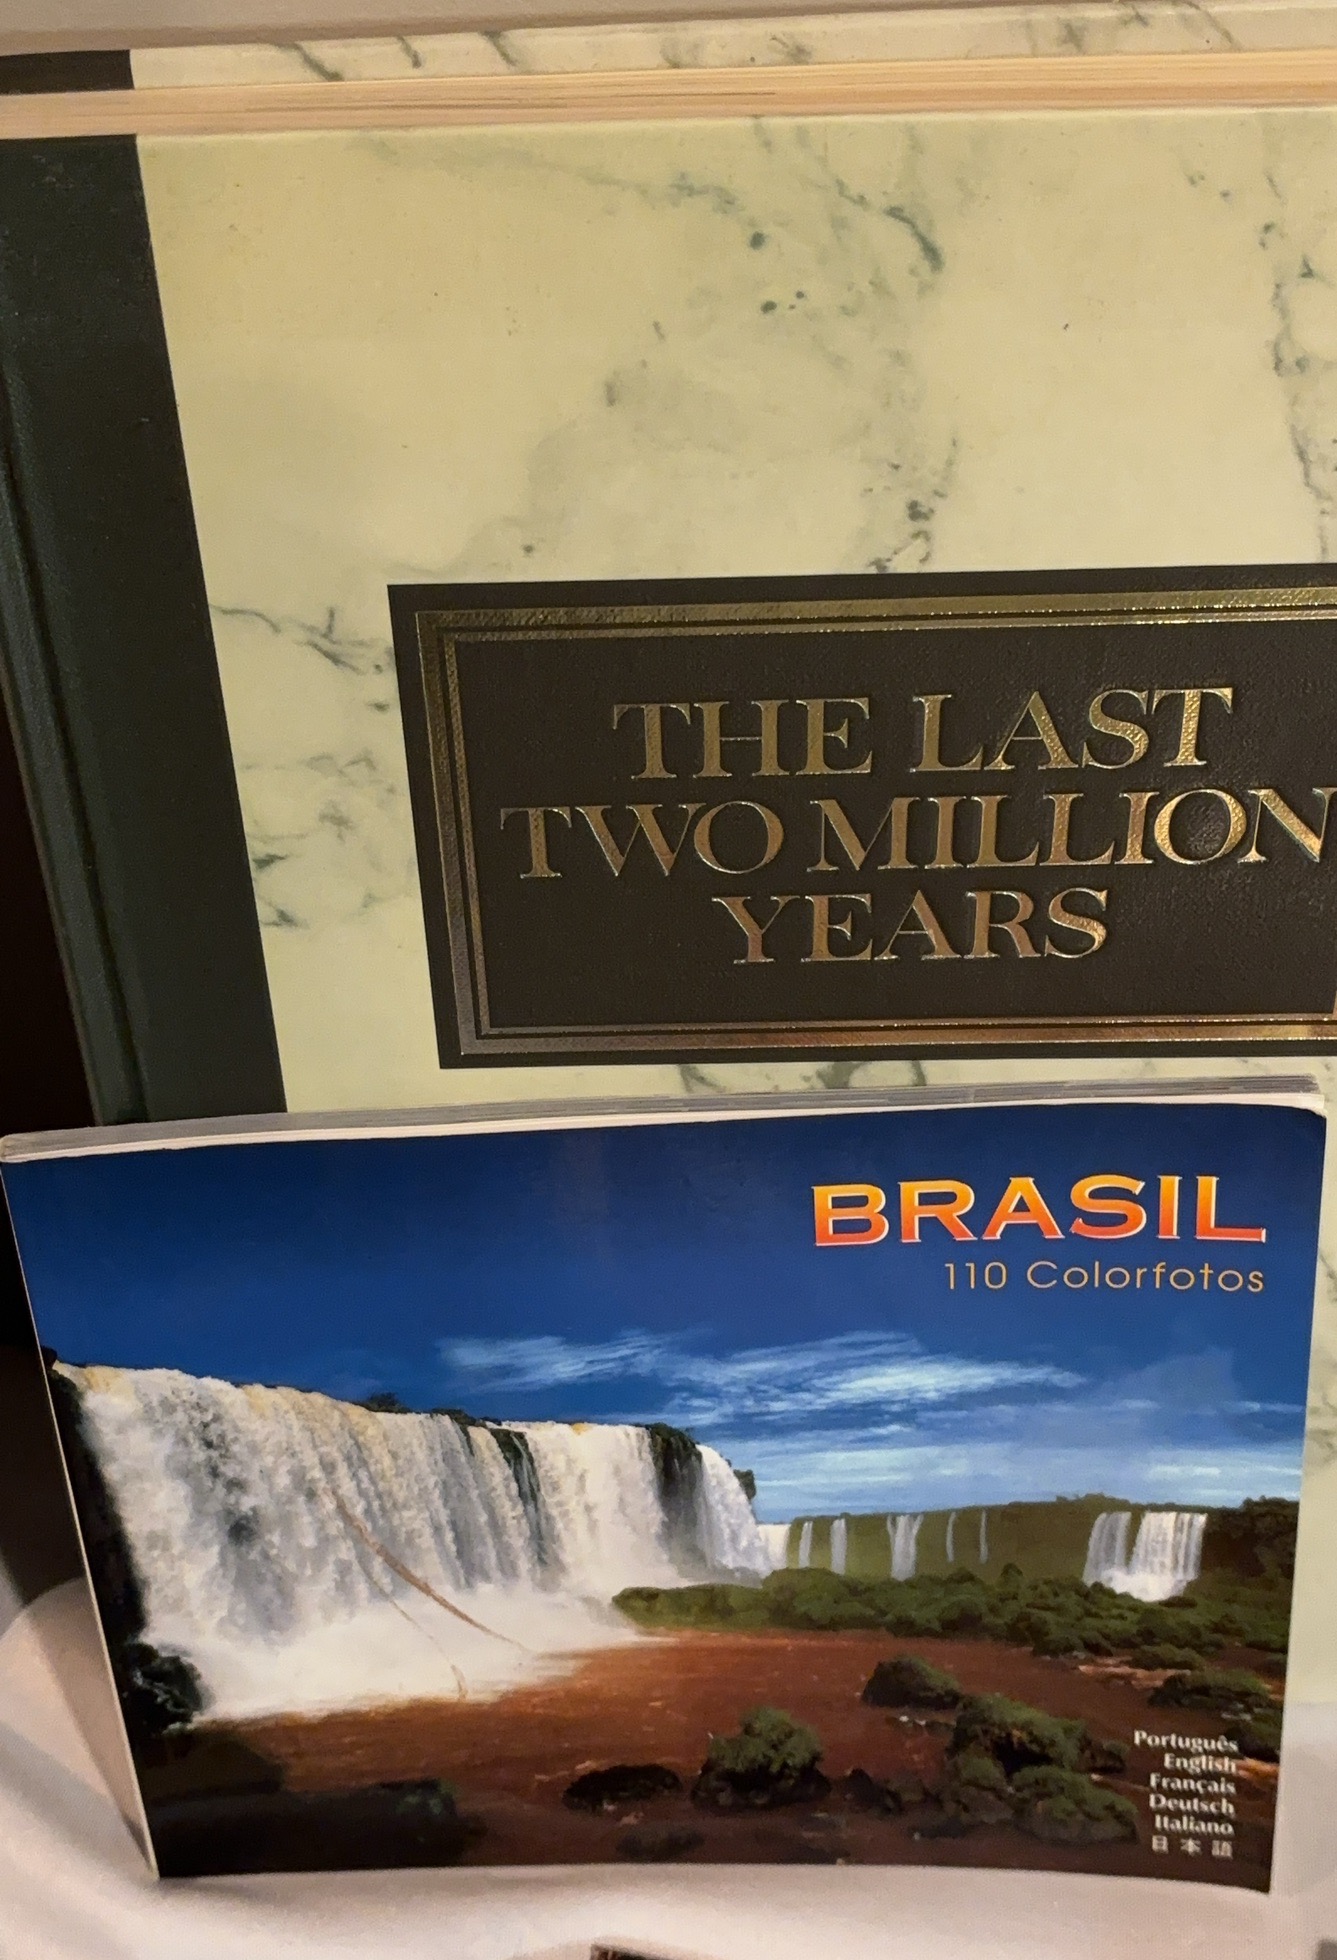 THE LAST
TWO MILLION
YEARS
BRASIL
110 Colorfotos
Português
English
Français
Deutsch
Italiano
日本語